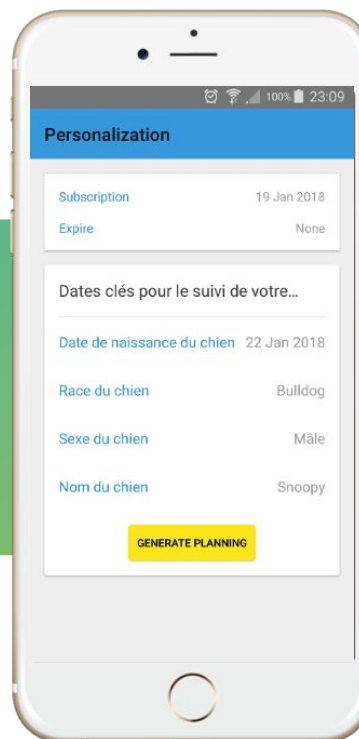 100% 23:09
Personalization
Subscription 19 Jan 2018
Expire None
Dates clés pour le suivi de votre...
Date de naissance du chien 22 Jan 2018
Race du chien Bulldog
Sexe du chien Mâle
Nom du chien Snoopy
GENERATE PLANNING